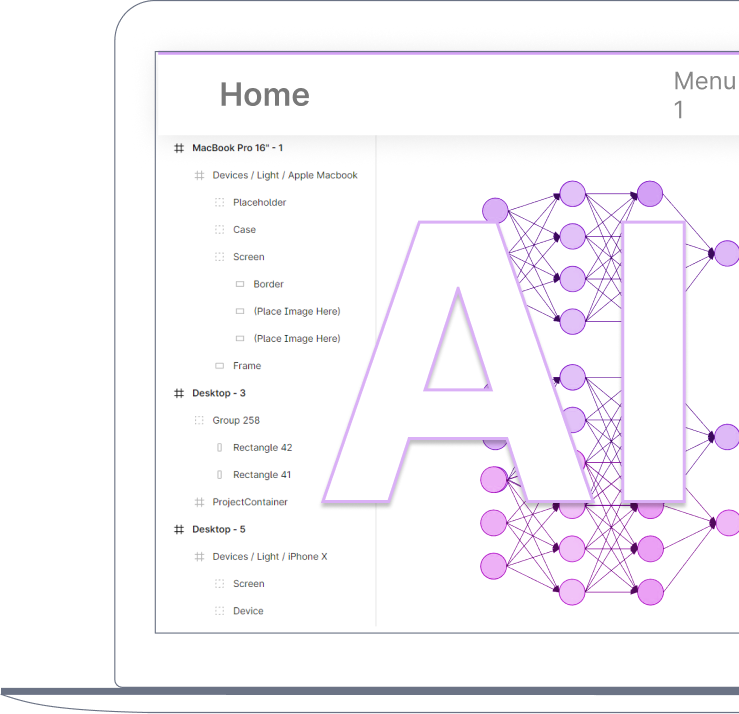 Home
Menu
1
MacBook Pro 16" - 1
Devices / Light / Apple Macbook
Placeholder
Case
Screen
Border
(Place Image Here)
(Place Image Here)
Frame
Desktop - 3
Group 258
Rectangle 42
Rectangle 41
ProjectContainer
Desktop - 5
Devices / Light / iPhone X
Screen
Device
AI